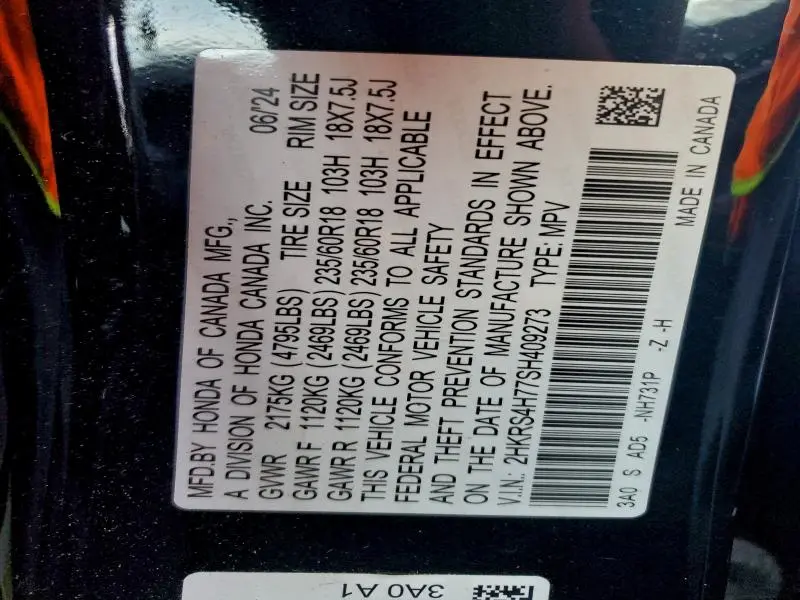 MFD.BY HONDA OF CANADA MFG.,
A DIVISION OF HONDA CANADA INC. 06/24
GVWR 2175KG (4795LBS) TIRE SIZE RIM SIZE
GAWR F 1120KG (2469LBS) 235/60R18 103H 18X7.5J
GAWR R 1120KG (2469LBS) 235/60R18 103H 18X7.5J
THIS VEHICLE CONFORMS TO ALL APPLICABLE
FEDERAL MOTOR VEHICLE SAFETY
AND THEFT PREVENTION STANDARDS IN EFFECT
ON THE DATE OF MANUFACTURE SHOWN ABOVE.
V.I.N.: 2HKRS4H77SH409273 TYPE: MPV
3A0 S AD5 -NH731P -Z -H
MADE IN CANADA
3A0 A1